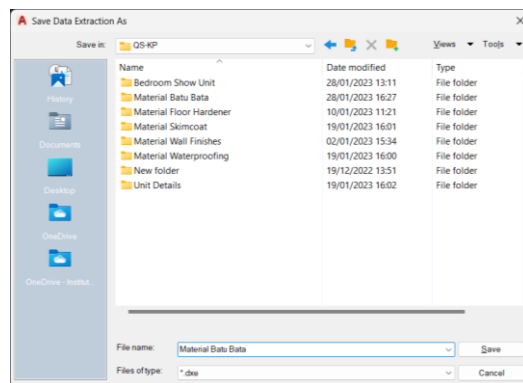 Save Data Extraction As
Save in: QS-KP Views Tools
Name Date modified Type
Bedroom Show Unit 28/01/2023 13:11 File folder
Material Batu Bata 28/01/2023 16:27 File folder
Material Floor Hardener 10/01/2023 11:21 File folder
Material Skimcoat 19/01/2023 16:01 File folder
Material Wall Finishes 02/01/2023 15:34 File folder
Material Waterproofing 19/01/2023 16:00 File folder
New folder 19/12/2022 13:51 File folder
Unit Details 19/01/2023 16:02 File folder
History
Documents
Desktop
OneDrive
OneDrive - Institut...
File name: Material Batu Bata Save
Files of type: *.dxe Cancel